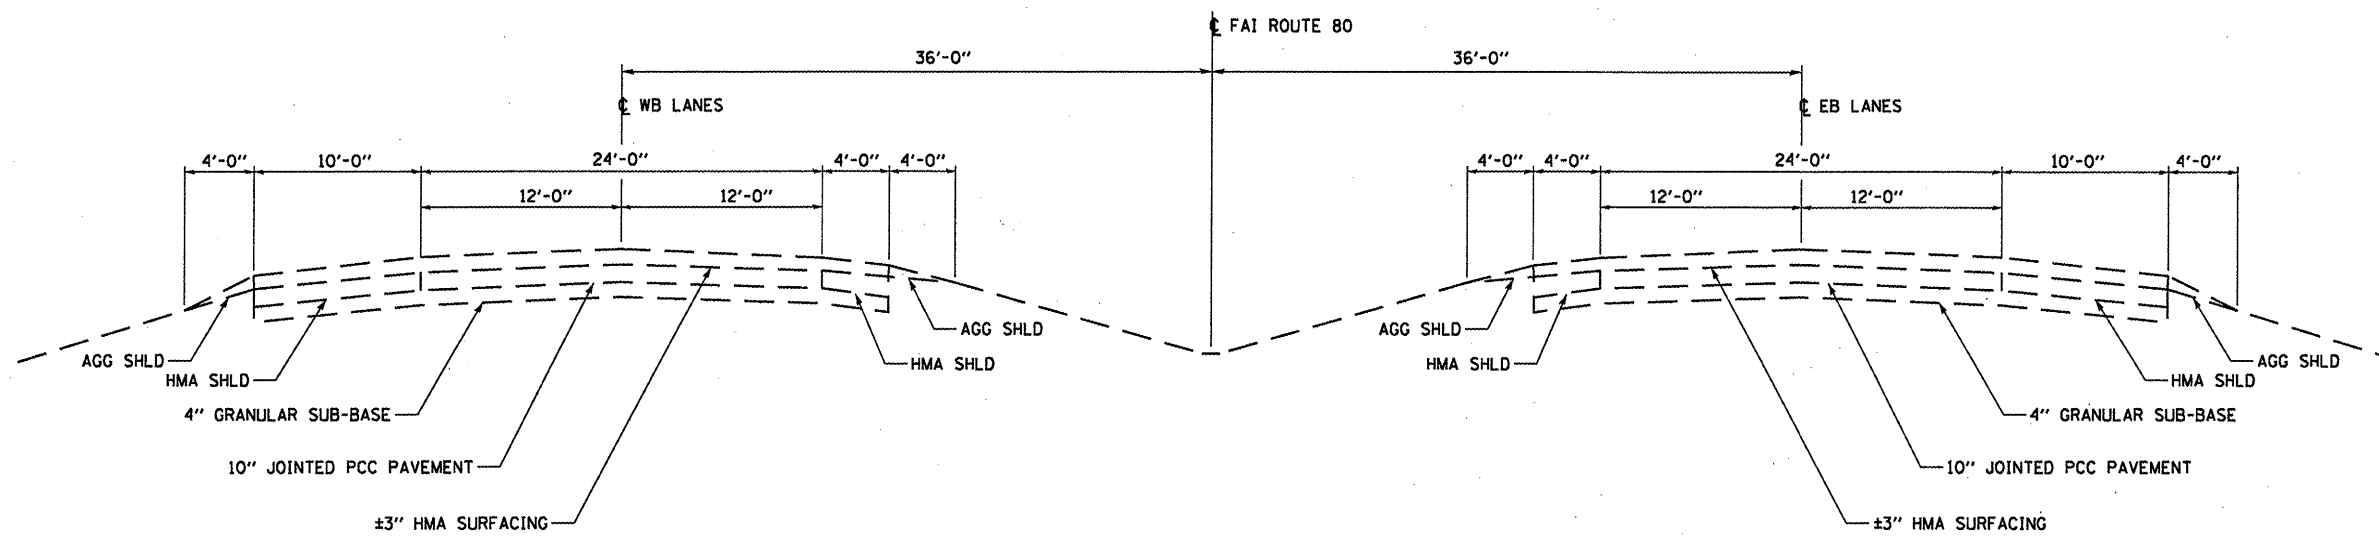 ℄ FAI ROUTE 80
36'-0" 36'-0"
℄ WB LANES ℄ EB LANES
4'-0" 10'-0" 24'-0" 4'-0" 4'-0" 4'-0" 4'-0" 24'-0" 10'-0" 4'-0"
12'-0" 12'-0" 12'-0" 12'-0"
AGG SHLD AGG SHLD
AGG SHLD HMA SHLD HMA SHLD AGG SHLD
HMA SHLD HMA SHLD
4" GRANULAR SUB-BASE 4" GRANULAR SUB-BASE
10" JOINTED PCC PAVEMENT 10" JOINTED PCC PAVEMENT
±3" HMA SURFACING ±3" HMA SURFACING